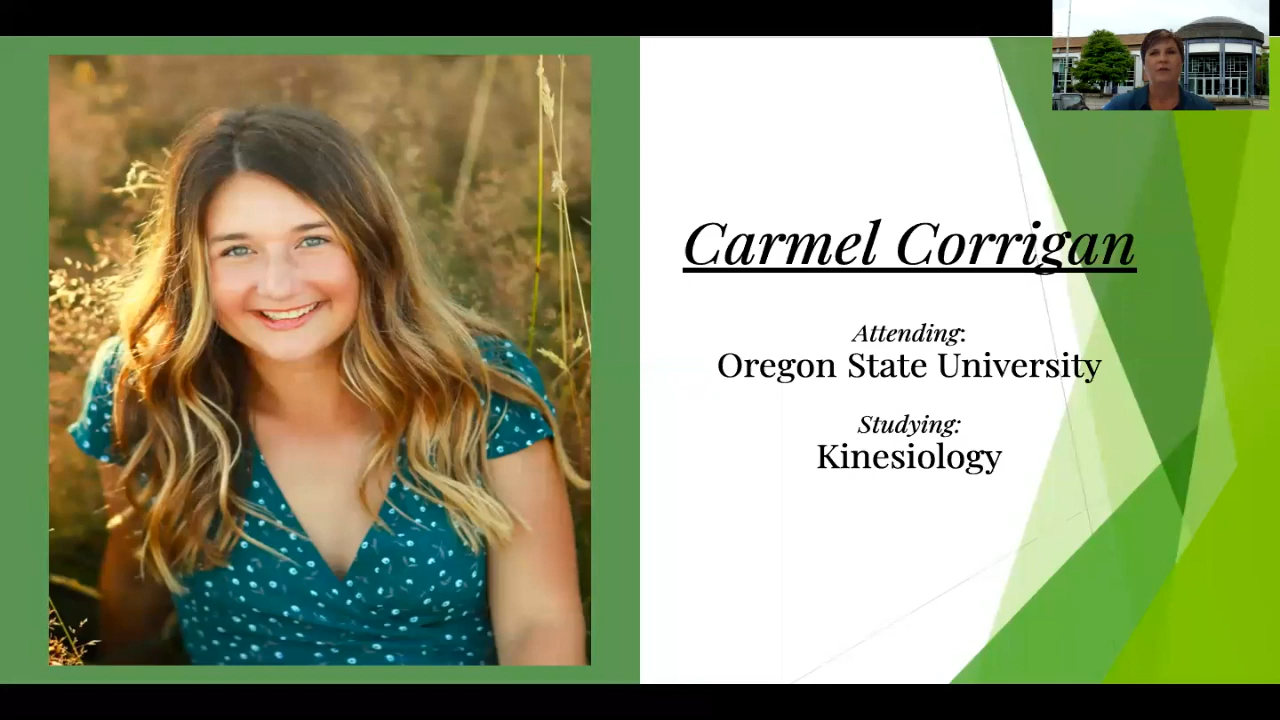 Carmel Corrigan
Attending:
Oregon State University
Studying:
Kinesiology